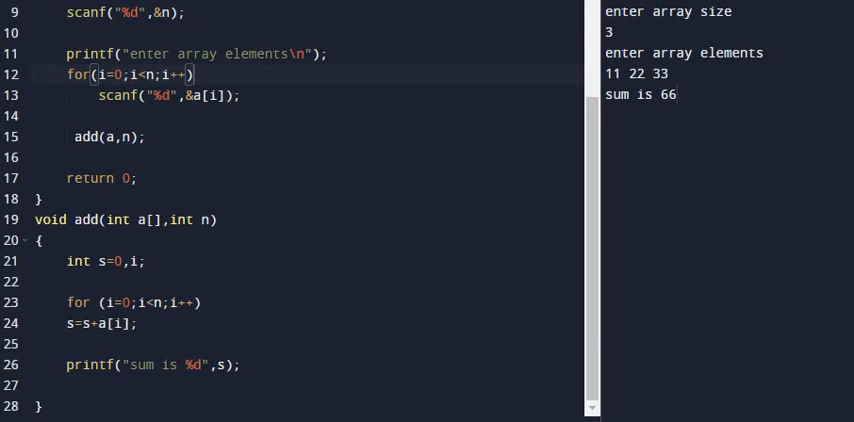 9 scanf("%d",&n);
10
11 printf("enter array elements\n");
12 for(i=0;i<n;i++)
13 scanf("%d",&a[i]);
14
15 add(a,n);
16
17 return 0;
18 }
19 void add(int a[],int n)
20 {
21 int s=0,i;
22
23 for (i=0;i<n;i++)
24 s=s+a[i];
25
26 printf("sum is %d",s);
27
28 }
enter array size
3
enter array elements
11 22 33
sum is 66